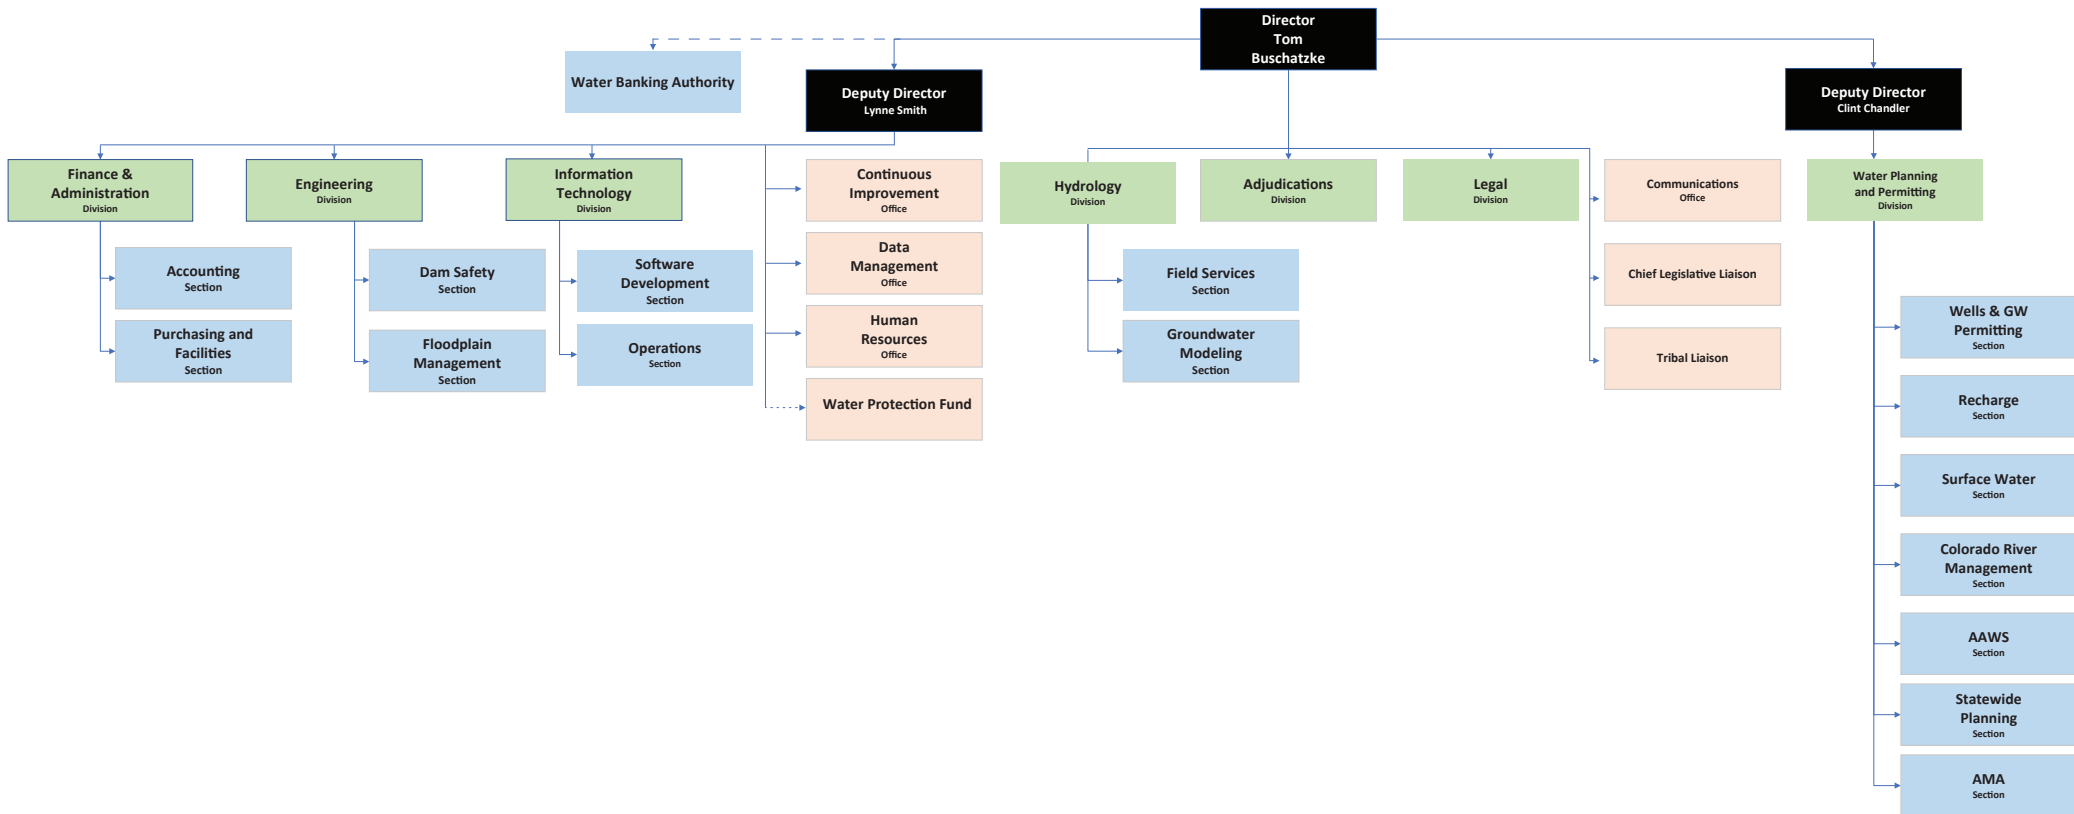 Director
Tom
Buschatzke
Water Banking Authority
Deputy Director
Lynne Smith
Deputy Director
Clint Chandler
Finance &
Administration
Division
Accounting
Section
Purchasing and
Facilities
Section
Engineering
Division
Dam Safety
Section
Floodplain
Management
Section
Information
Technology
Division
Software
Development
Section
Operations
Section
Continuous
Improvement
Office
Data
Management
Office
Human
Resources
Office
Water Protection Fund
Hydrology
Division
Field Services
Section
Groundwater
Modeling
Section
Adjudications
Division
Legal
Division
Communications
Office
Chief Legislative Liaison
Tribal Liaison
Water Planning
and Permitting
Division
Wells & GW
Permitting
Section
Recharge
Section
Surface Water
Section
Colorado River
Management
Section
AAWS
Section
Statewide
Planning
Section
AMA
Section